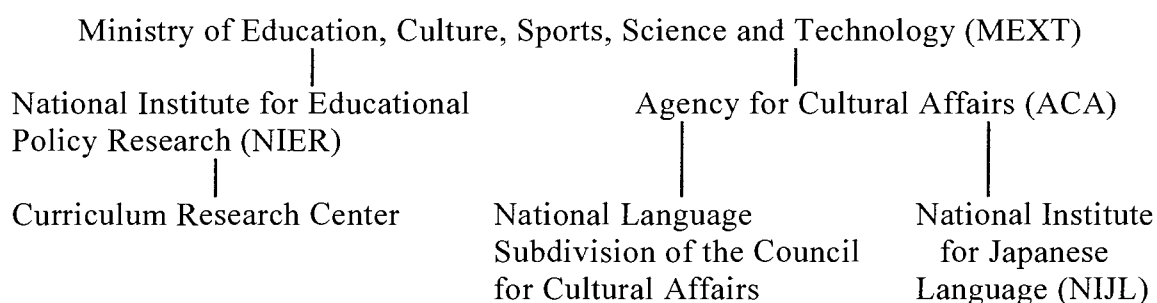 Ministry of Education, Culture, Sports, Science and Technology (MEXT)
National Institute for Educational
Policy Research (NIER)
Agency for Cultural Affairs (ACA)
Curriculum Research Center
National Language
Subdivision of the Council
for Cultural Affairs
National Institute
for Japanese
Language (NIJL)